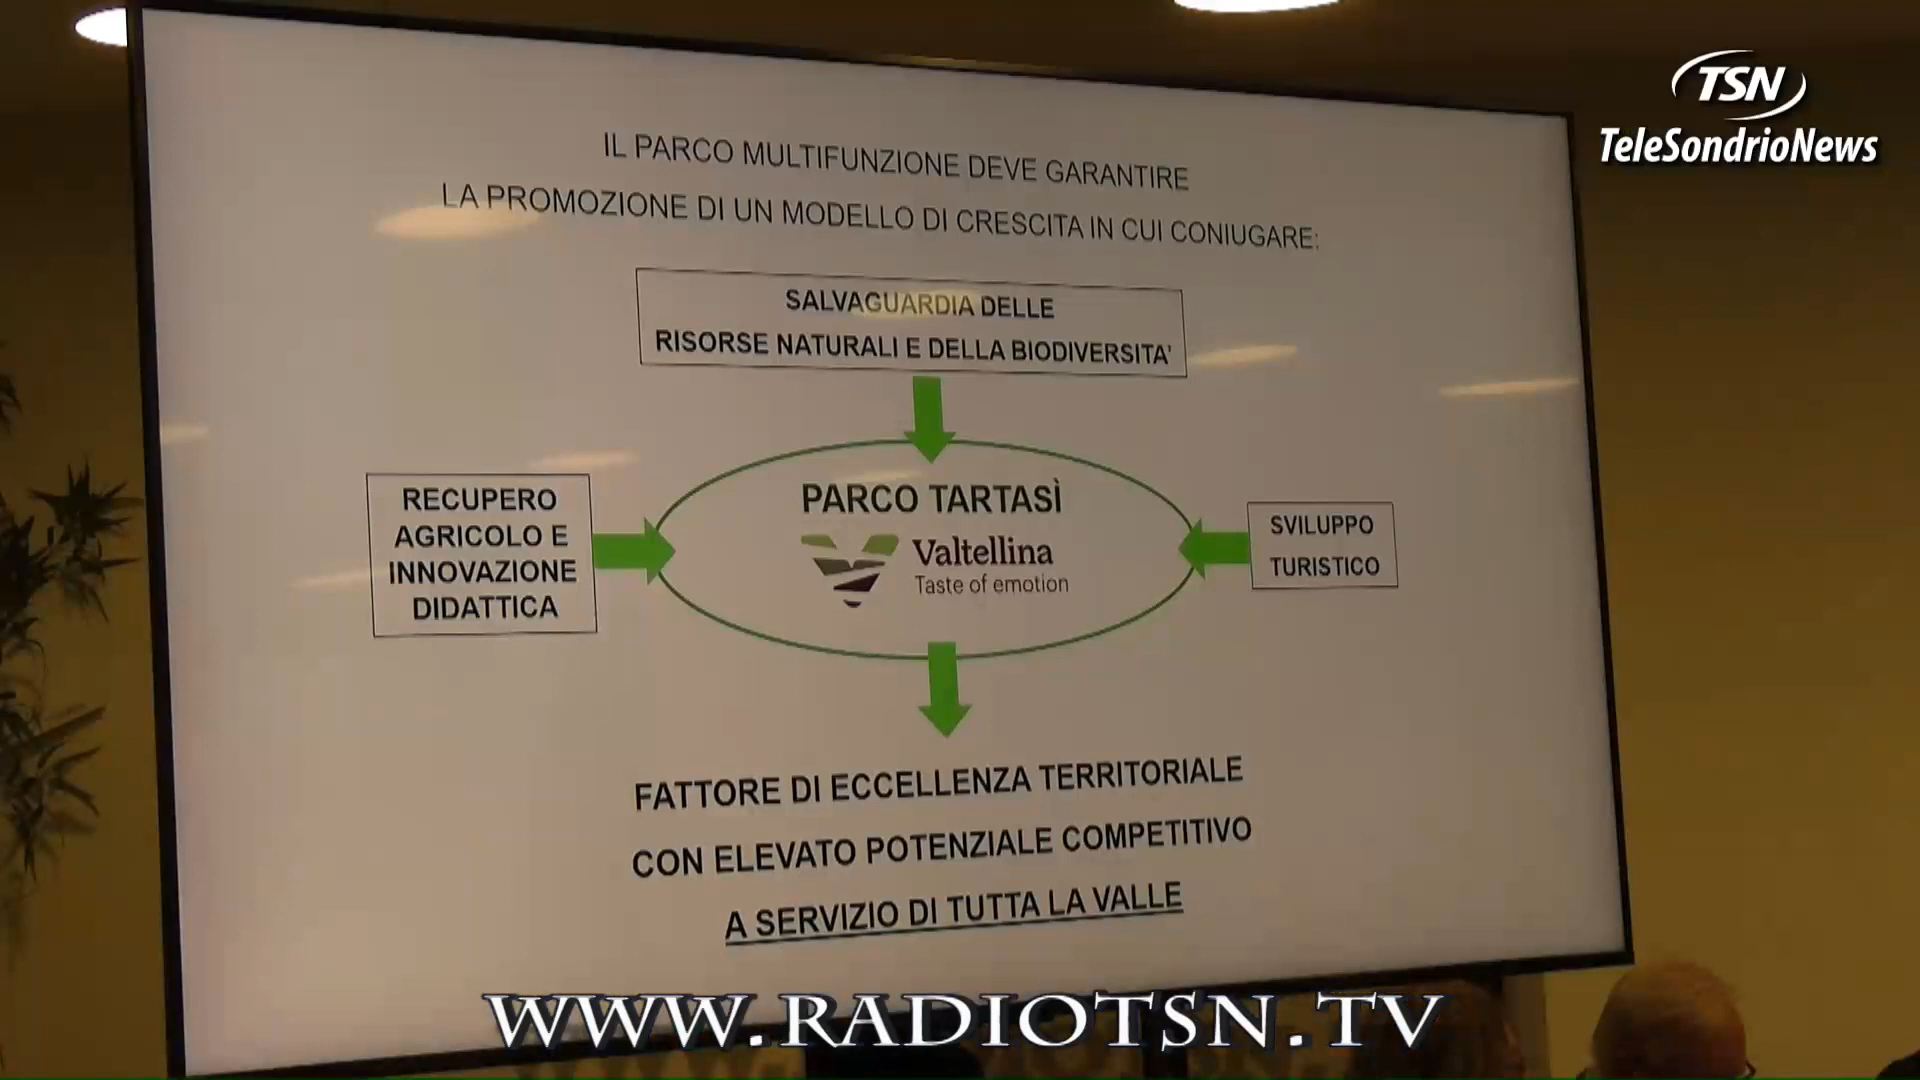 TSN
TeleSondrioNews
IL PARCO MULTIFUNZIONE DEVE GARANTIRE
LA PROMOZIONE DI UN MODELLO DI CRESCITA IN CUI CONIUGARE:
SALVAGUARDIA DELLE
RISORSE NATURALI E DELLA BIODIVERSITA'
RECUPERO
AGRICOLO E
INNOVAZIONE
DIDATTICA
PARCO TARTASÌ
Valtellina
Taste of emotion
SVILUPPO
TURISTICO
FATTORE DI ECCELLENZA TERRITORIALE
CON ELEVATO POTENZIALE COMPETITIVO
A SERVIZIO DI TUTTA LA VALLE
WWW.RADIOTSN.TV